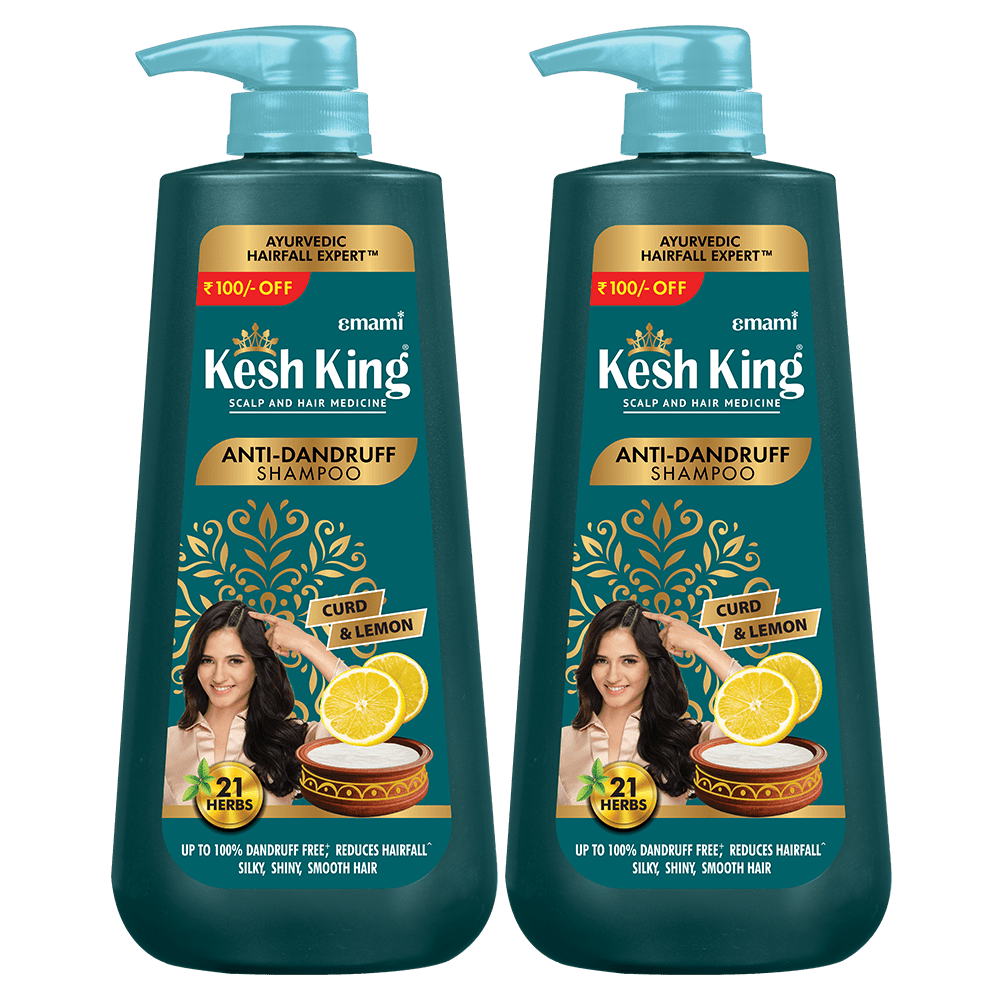 AYURVEDIC
HAIRFALL EXPERT™
₹100/- OFF
emami*
Kesh King®
SCALP AND HAIR MEDICINE
ANTI-DANDRUFF
SHAMPOO
CURD
& LEMON
21
HERBS
UP TO 100% DANDRUFF FREE‡, REDUCES HAIRFALL^
SILKY, SHINY, SMOOTH HAIR
AYURVEDIC
HAIRFALL EXPERT™
₹100/- OFF
emami*
Kesh King®
SCALP AND HAIR MEDICINE
ANTI-DANDRUFF
SHAMPOO
CURD
& LEMON
21
HERBS
UP TO 100% DANDRUFF FREE‡, REDUCES HAIRFALL^
SILKY, SHINY, SMOOTH HAIR